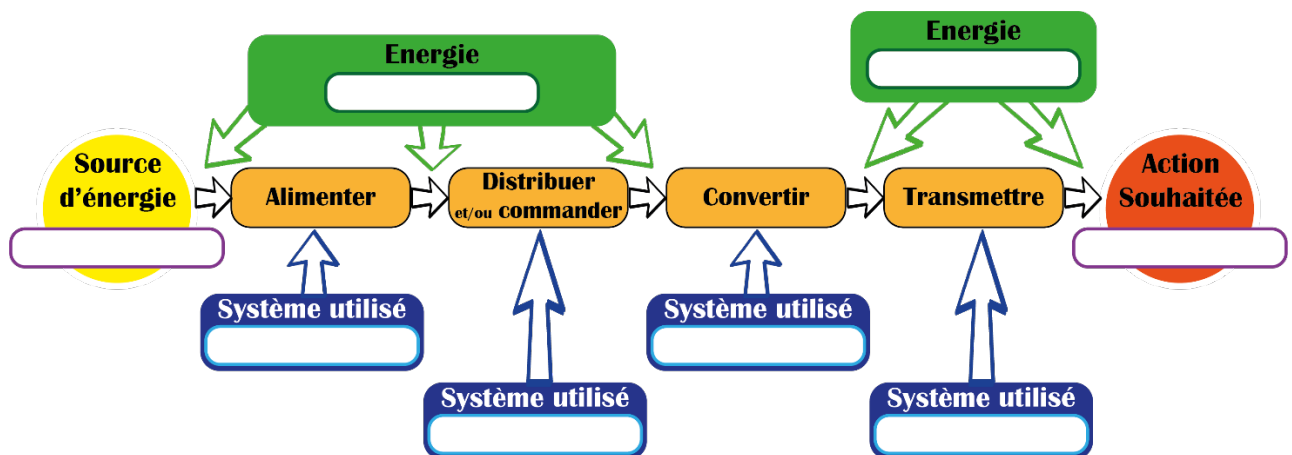 Energie
Energie
Source
d'énergie
Alimenter
Distribuer
et/ou commander
Convertir
Transmettre
Action
Souhaitée
Système utilisé
Système utilisé
Système utilisé
Système utilisé